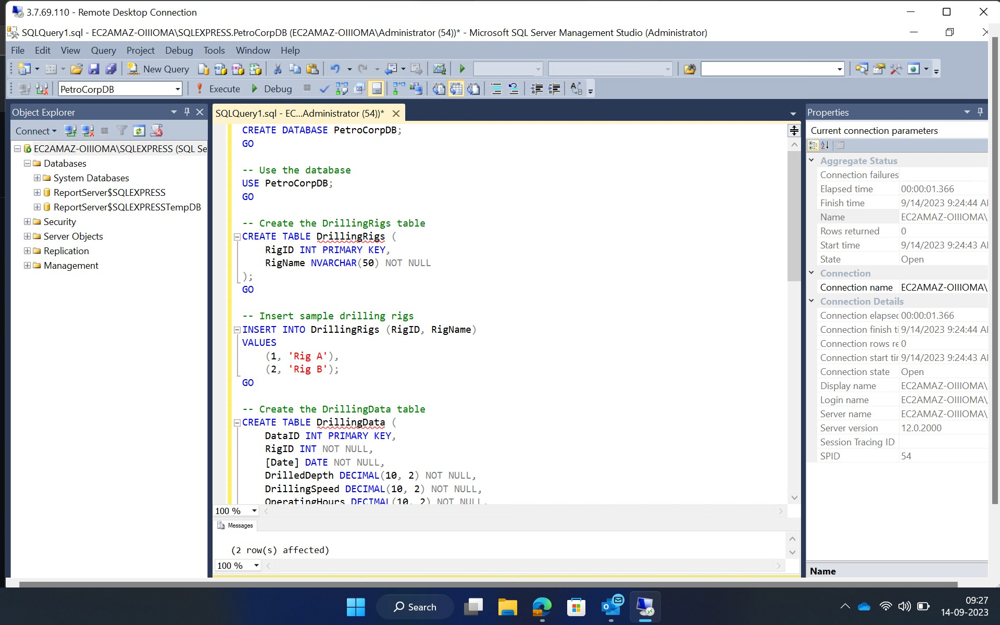 3.7.69.110 - Remote Desktop Connection
SQLQuery1.sql - EC2AMAZ-OIIIOMA\SQLEXPRESS.PetroCorpDB (EC2AMAZ-OIIIOMA\Administrator (54))* - Microsoft SQL Server Management Studio (Administrator)
File Edit View Query Project Debug Tools Window Help
New Query
PetroCorpDB
Execute
Debug
Object Explorer
Connect
EC2AMAZ-OIIIOMA\SQLEXPRESS (SQL Se
Databases
System Databases
ReportServer$SQLEXPRESS
ReportServer$SQLEXPRESSTempDB
Security
Server Objects
Replication
Management
SQLQuery1.sql - EC...Administrator (54))*
CREATE DATABASE PetroCorpDB;
GO
-- Use the database
USE PetroCorpDB;
GO
-- Create the DrillingRigs table
CREATE TABLE DrillingRigs (
RigID INT PRIMARY KEY,
RigName NVARCHAR(50) NOT NULL
);
GO
-- Insert sample drilling rigs
INSERT INTO DrillingRigs (RigID, RigName)
VALUES
(1, 'Rig A'),
(2, 'Rig B');
GO
-- Create the DrillingData table
CREATE TABLE DrillingData (
DataID INT PRIMARY KEY,
RigID INT NOT NULL,
[Date] DATE NOT NULL,
DrilledDepth DECIMAL(10, 2) NOT NULL,
DrillingSpeed DECIMAL(10, 2) NOT NULL,
OperatingHours DECIMAL(10, 2) NOT NULL,
100 %
Messages
(2 row(s) affected)
100 %
Properties
Current connection parameters
Aggregate Status
Connection failures
Elapsed time 00:00:01.366
Finish time 9/14/2023 9:24:44 AI
Name EC2AMAZ-OIIIOMA\
Rows returned 0
Start time 9/14/2023 9:24:43 AI
State Open
Connection
Connection name EC2AMAZ-OIIIOMA\
Connection Details
Connection elapsec 00:00:01.366
Connection finish ti 9/14/2023 9:24:44 AI
Connection rows re 0
Connection start tir 9/14/2023 9:24:43 AI
Connection state Open
Display name EC2AMAZ-OIIIOMA\
Login name EC2AMAZ-OIIIOMA\
Server name EC2AMAZ-OIIIOMA\
Server version 12.0.2000
Session Tracing ID
SPID 54
Name
Search
09:27
14-09-2023